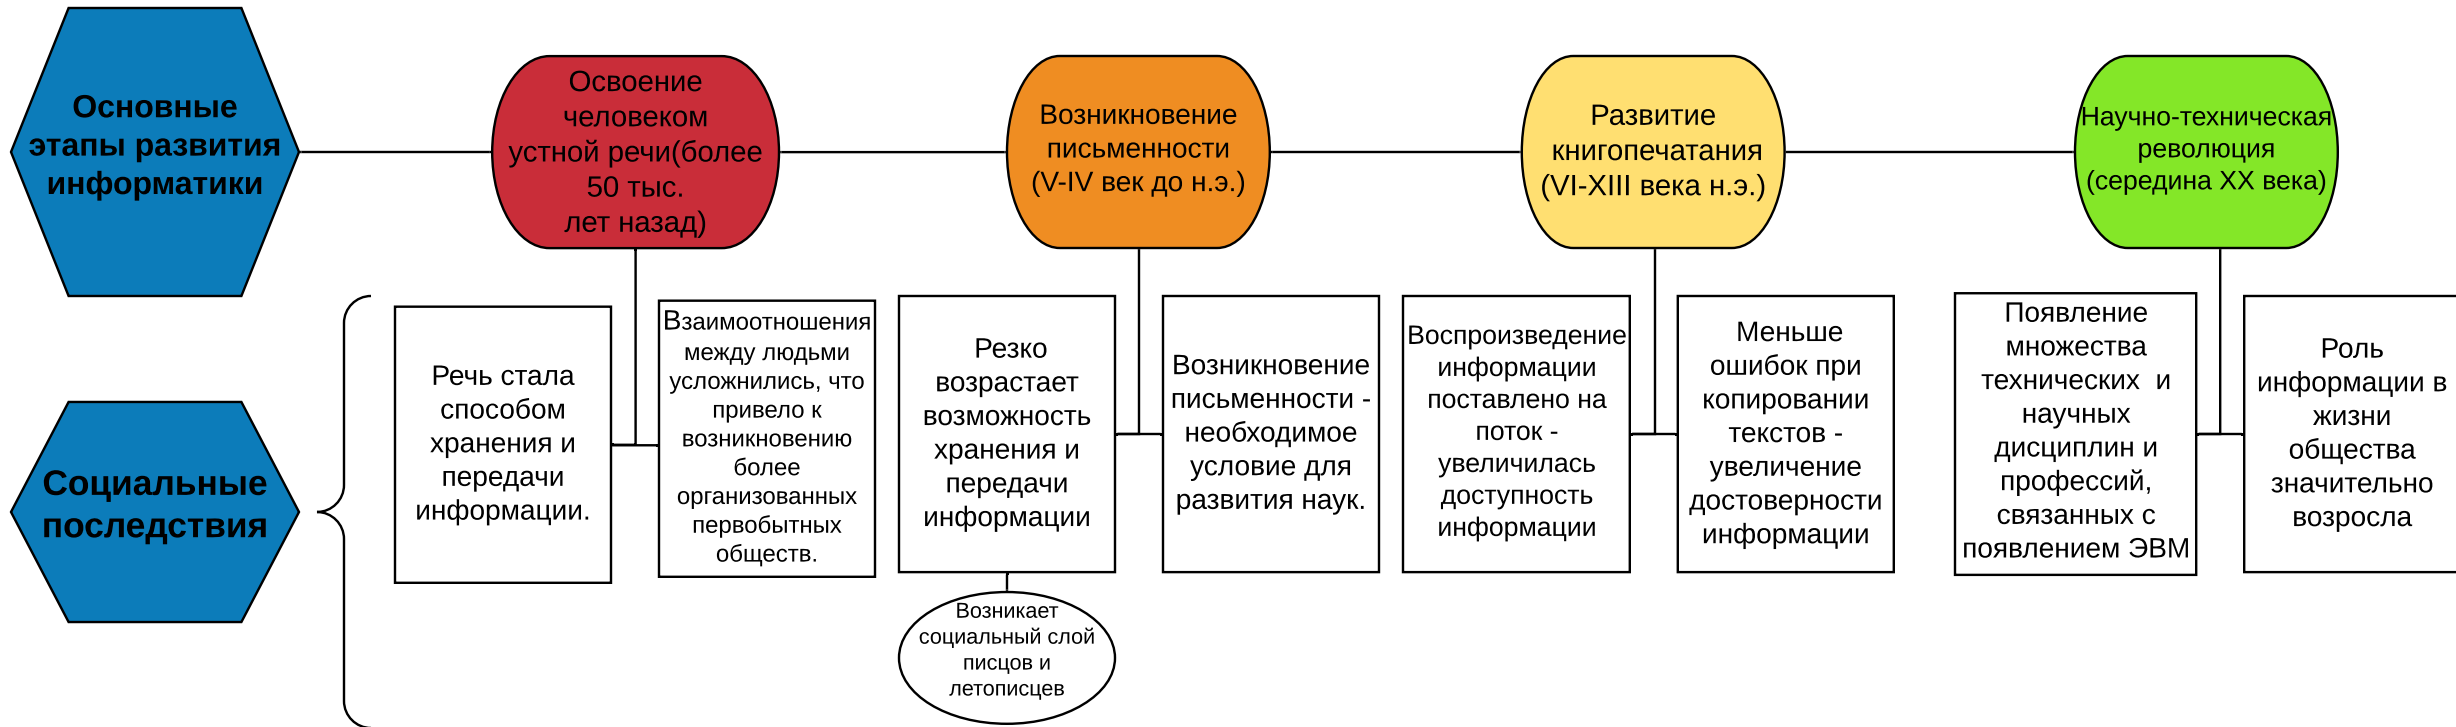 Основные
этапы развития
информатики
Освоение
человеком
устной речи(более
50 тыс.
лет назад)
Возникновение
письменности
(V-IV век до н.э.)
Развитие
книгопечатания
(VI-XIII века н.э.)
Научно-техническая
революция
(середина XX века)
Социальные
последствия
Речь стала
способом
хранения и
передачи
информации.
Взаимоотношения
между людьми
усложнились, что
привело к
возникновению
более
организованных
первобытных
обществ.
Резко
возрастает
возможность
хранения и
передачи
информации
Возникает
социальный слой
писцов и
летописцев
Возникновение
письменности -
необходимое
условие для
развития наук.
Воспроизведение
информации
поставлено на
поток -
увеличилась
доступность
информации
Меньше
ошибок при
копировании
текстов -
увеличение
достоверности
информации
Появление
множества
технических  и
научных
дисциплин и
профессий,
связанных с
появлением ЭВМ
Роль
информации в
жизни
общества
значительно
возросла